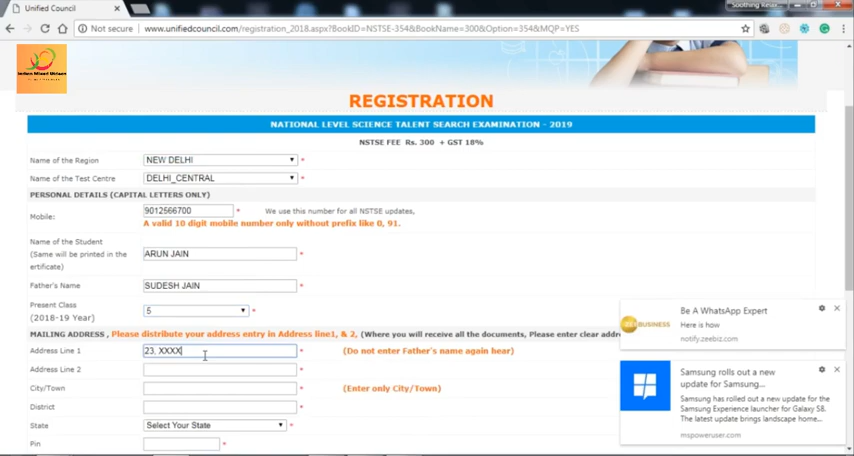 Unified Council
Soothing Reser...
Not secure www.unifiedcouncil.com/registration_2018.aspx?BookID=NSTSE-354&BookName=300&Option=354&MQP=YES
REGISTRATION
NATIONAL LEVEL SCIENCE TALENT SEARCH EXAMINATION - 2019
NSTSE FEE Rs. 300 + GST 18%
Name of the Region NEW DELHI *
Name of the Test Centre DELHI_CENTRAL *
PERSONAL DETAILS (CAPITAL LETTERS ONLY)
Mobile: 9012566700 * We use this number for all NSTSE updates,
A valid 10 digit mobile number only without prefix like 0, 91.
Name of the Student
(Same will be printed in the ARUN JAIN *
ertificate)
Father's Name SUDESH JAIN *
Present Class
(2018-19 Year) 5 *
MAILING ADDRESS , Please distribute your address entry in Address line1, & 2, (Where you will receive all the documents, Please enter clear addre
Address Line 1 23, XXXX * (Do not enter Father's name again hear)
Address Line 2 *
City/Town * (Enter only City/Town)
District *
State Select Your State *
Pin *
Be A WhatsApp Expert
Here is how
notify.zeebiz.com
BUSINESS
Samsung rolls out a new
update for Samsung...
Samsung has rolled out a new update for the
Samsung Experience launcher for Galaxy S8.
The latest update brings landscape home...
mspoweruser.com